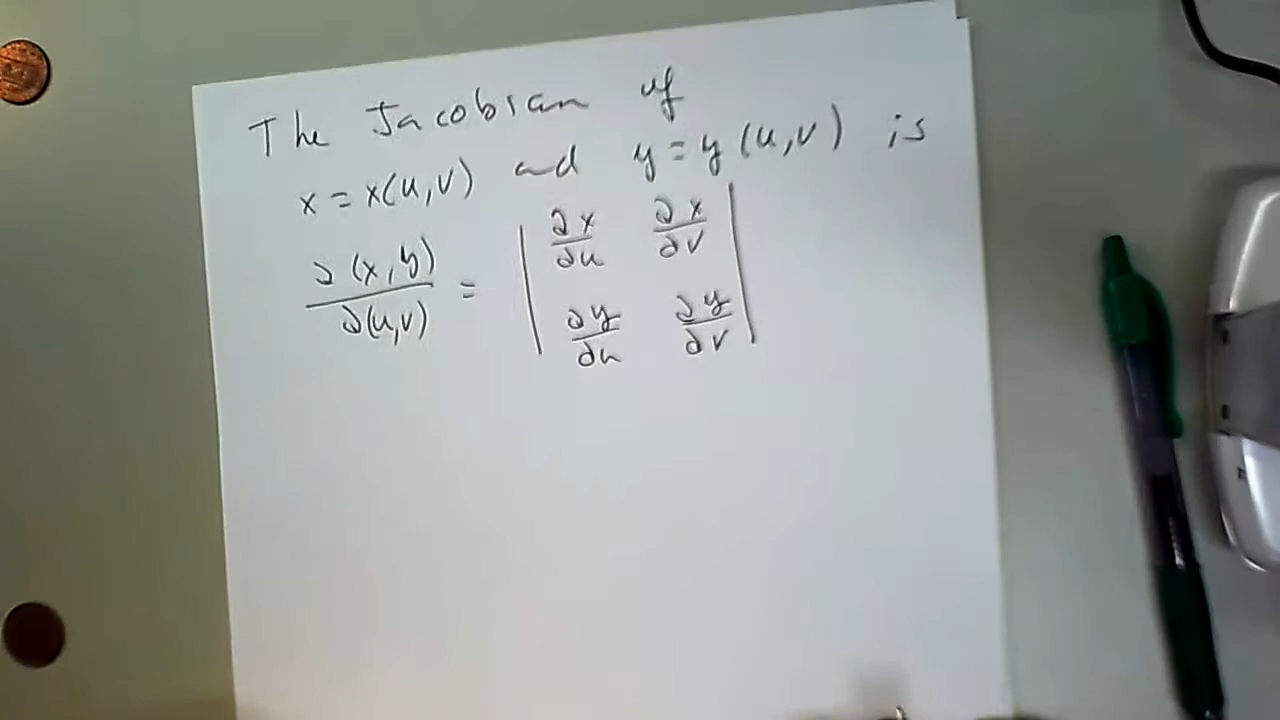 The Jacobian of
x = x(u,v) and y = y(u,v) is
∂(x,y)/∂(u,v) = | ∂x/∂u ∂x/∂v |
| ∂y/∂u ∂y/∂v |